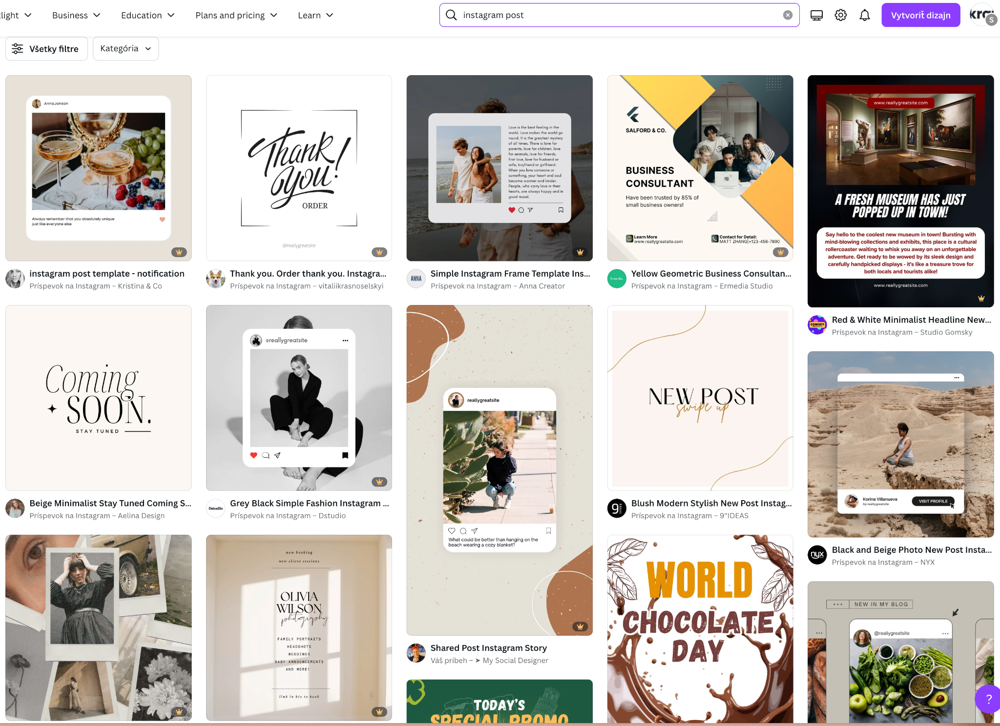 light
Business
Education
Plans and pricing
Learn
instagram post
Vytvoriť dizajn
S
Všetky filtre
Kategória
AnnaJonson
Always remember that you absolutely unique
just like everyone else
instagram post template - notification
Príspevok na Instagram – Kristina & Co
Thank
you!
ORDER
@reallygreatsite
Thank you. Order thank you. Instagra...
Príspevok na Instagram – vitaliikrasnoselskyi
Love is the best feeling in the
world. Love makes the world go
round. It is the greatest mystery
of all times. There is love for
parents, love for children, love
for animals, love for friends,
first love, love for husband or
wife, boyfriend or girlfriend.
When you love someone or
something, your heart and soul
become warmer and kinder.
People, who carry love in their
hearts, are always happy and in
good mood.
ANNA
Simple Instagram Frame Template Ins...
Príspevok na Instagram – Anna Creator
SALFORD & CO.
BUSINESS
CONSULTANT
Have been trusted by 85% of
small business owners!
Learn More
www.reallygreatsite.com
Contact for Detail:
MATT ZHANG|+123-456-7890
Ermedia.
Yellow Geometric Business Consultan...
Príspevok na Instagram – Ermedia Studio
www.reallygreatsite.com
A FRESH MUSEUM HAS JUST
POPPED UP IN TOWN!
Say hello to the coolest new museum in town! Bursting with
mind-blowing collections and exhibits, this place is a cultural
rollercoaster waiting to whisk you away on an unforgettable
adventure. Get ready to be wowed by its sleek design and
carefully handpicked displays - it's like a treasure trove for
both locals and tourists alike!
www.reallygreatsite.com
GOMSKY
Red & White Minimalist Headline New...
Príspevok na Instagram – Studio Gomsky
Coming
SOON.
STAY TUNED
Beige Minimalist Stay Tuned Coming S...
Príspevok na Instagram – Aelina Design
@reallygreatsite
Dstudio
Grey Black Simple Fashion Instagram ...
Príspevok na Instagram – Dstudio
reallygreatsite
What could be better than hanging on the
beach wearing a cozy blanket?
Shared Post Instagram Story
Váš príbeh – ➤ My Social Designer
NEW POST
swipe up
9 IDEAS
Blush Modern Stylish New Post Instag...
Príspevok na Instagram – 9"IDEAS
Korina Villanueva
by reallygreatsite
VISIT PROFILE
nyx
Black and Beige Photo New Post Insta...
Príspevok na Instagram – NYX
now booking
new client sessions
OLIVIA
WILSON
photography
FAMILY PORTRAITS
HEADSHOTS
WEDDINGS
BABY ANNOUNCEMENTS
AND MORE!
link in bio to book
TODAY'S
SPECIAL PROMO
WORLD
CHOCOLATE
DAY
+++ NEW IN MY BLOG
@reallygreatsite
?